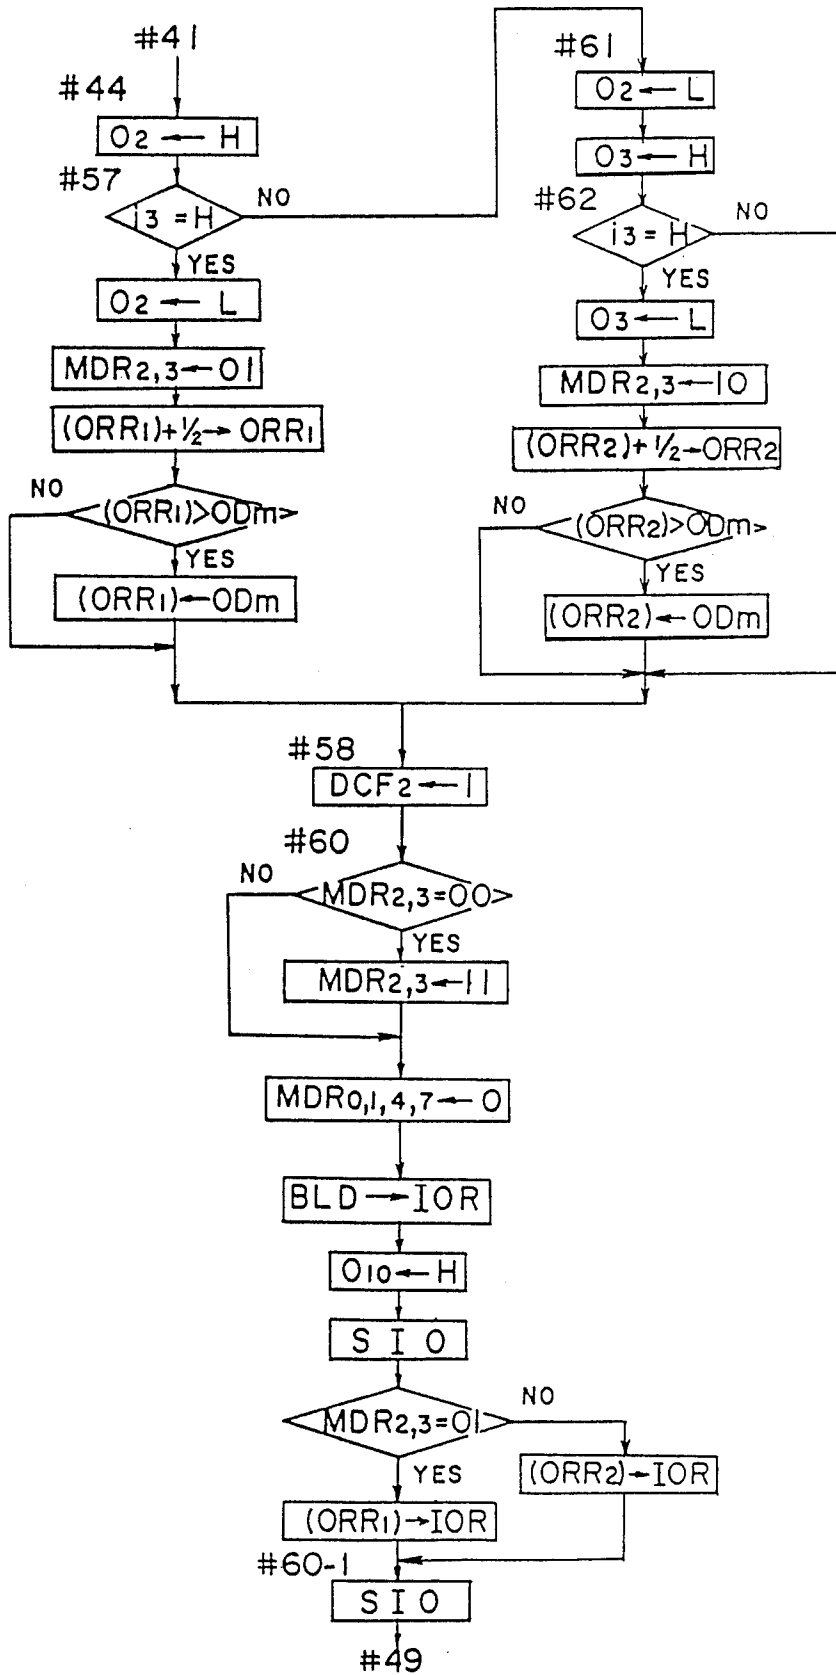 #41
#44
O2 ← H
#57
i3 = H
NO
YES
O2 ← L
MDR2,3 ← 01
(ORR1)+½ → ORR1
(ORR1)>ODm
NO
YES
(ORR1) ← ODm
#61
O2 ← L
O3 ← H
#62
i3 = H
NO
YES
O3 ← L
MDR2,3 ← 10
(ORR2)+½ → ORR2
(ORR2)>ODm
NO
YES
(ORR2) ← ODm
#58
DCF2 ← 1
#60
NO
MDR2,3=00
YES
MDR2,3 ← 11
MDR0,1,4,7 ← 0
BLD → IOR
O10 ← H
SIO
MDR2,3=01
NO
YES
(ORR2) → IOR
(ORR1) → IOR
#60-1
SIO
#49